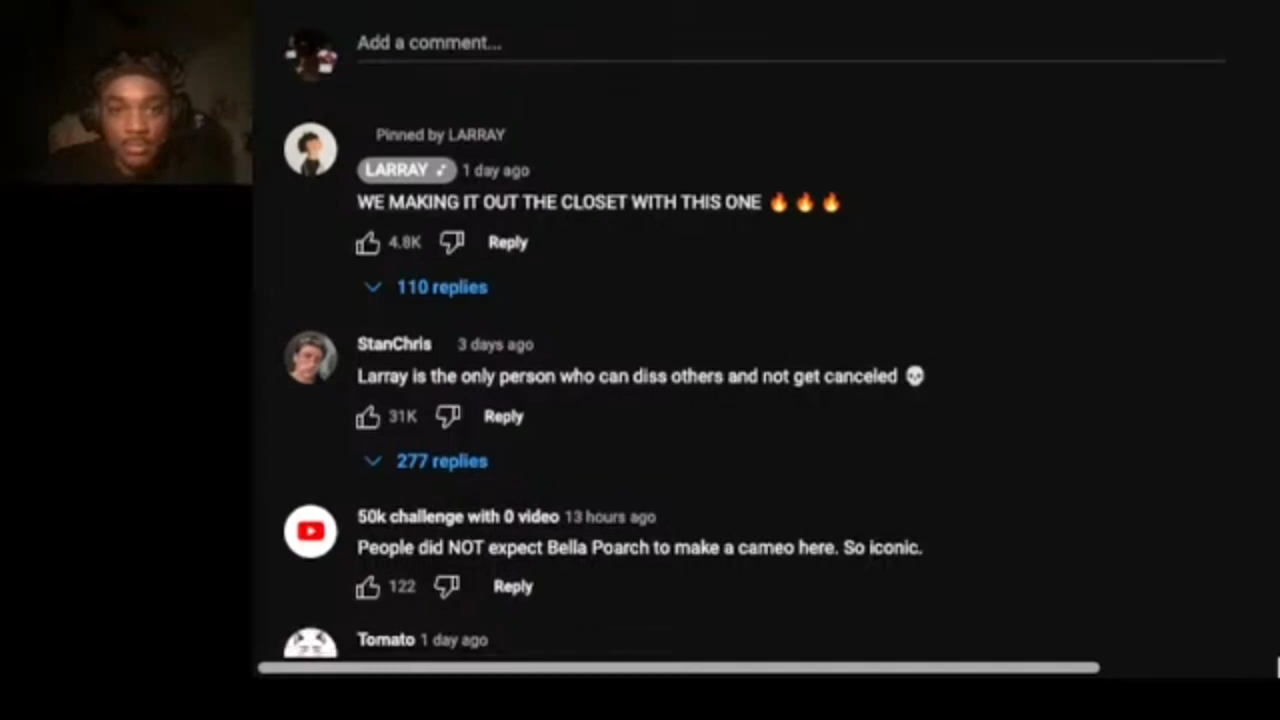 Add a comment...
Pinned by LARRAY
LARRAY ♪ 1 day ago
WE MAKING IT OUT THE CLOSET WITH THIS ONE 🔥🔥🔥
4.8K Reply
110 replies
StanChris 3 days ago
Larray is the only person who can diss others and not get canceled 💀
31K Reply
277 replies
50k challenge with 0 video 13 hours ago
People did NOT expect Bella Poarch to make a cameo here. So iconic.
122 Reply
Tomato 1 day ago